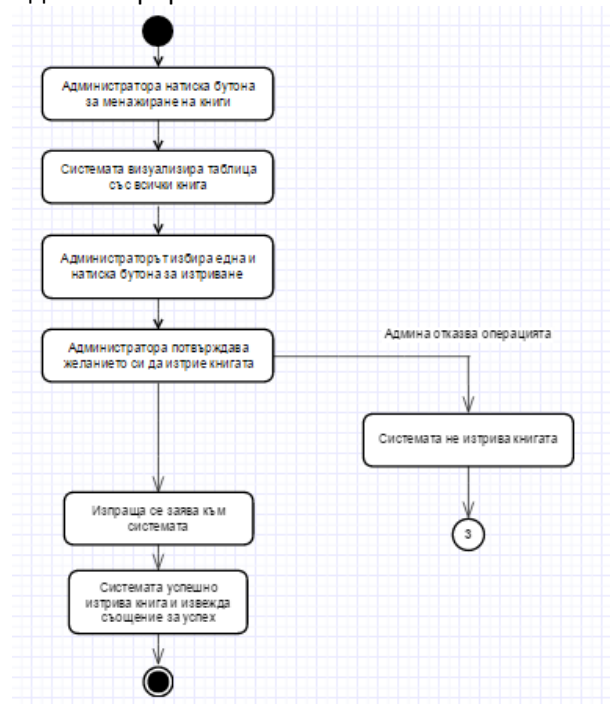 Администратора натиска бутона
за менажиране на книги
Системата визуализира таблица
със всички книга
Администраторът избира една и
натиска бутона за изтриване
Администратора потвърждава
желанието си да изтрие книгата
Админа отказва операцията
Системата не изтрива книгата
3
Изпраща се заява към
системата
Системата успешно
изтрива книга и извежда
съощение за успех